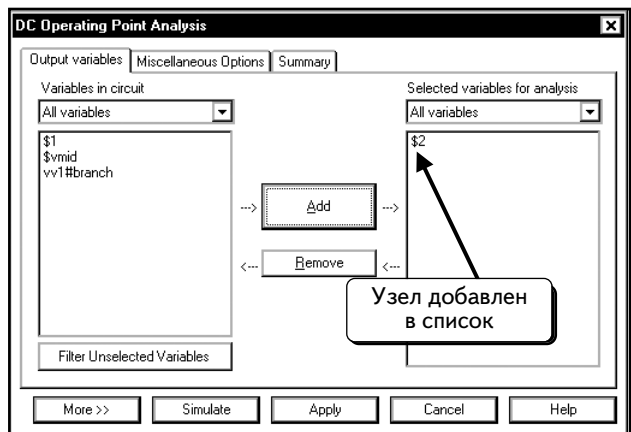 DC Operating Point Analysis
Output variables Miscellaneous Options Summary
Variables in circuit
Selected variables for analysis
All variables
All variables
$1
$vmid
vv1#branch
$2
---> Add --->
<--- Remove <---
Узел добавлен
в список
Filter Unselected Variables
More >> Simulate Apply Cancel Help